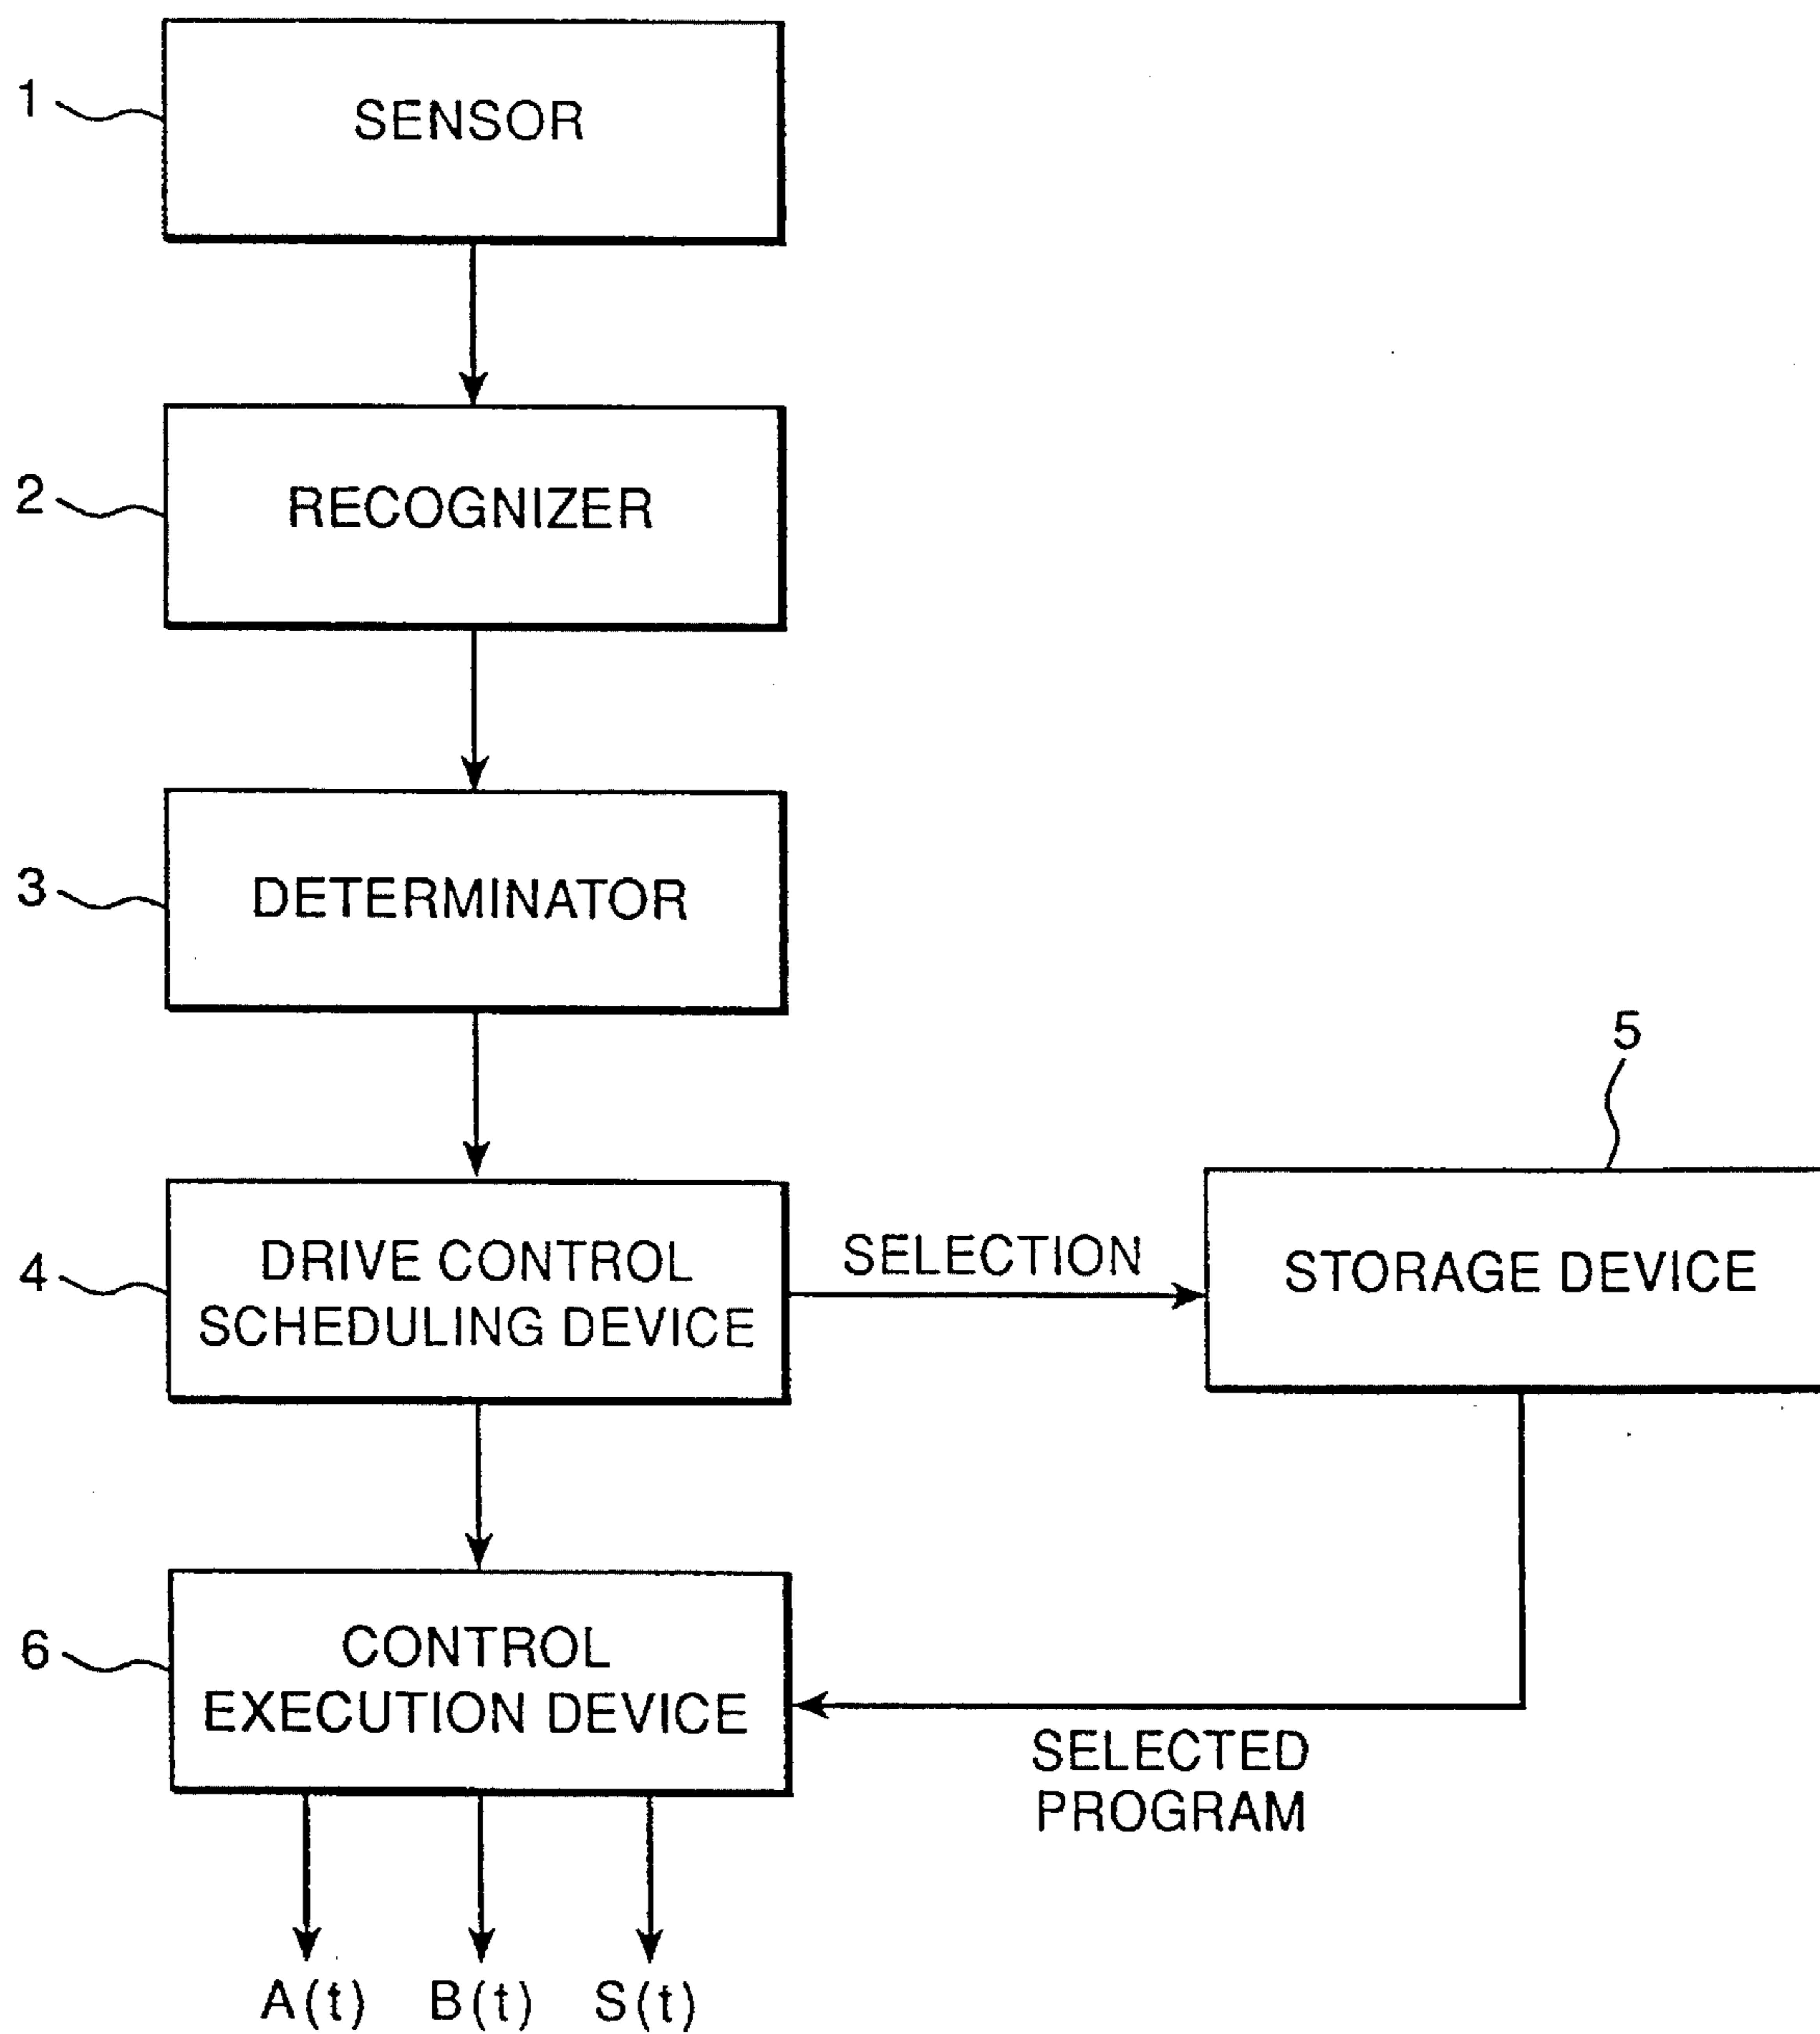 1
SENSOR
2
RECOGNIZER
3
DETERMINATOR
5
4
DRIVE CONTROL
SCHEDULING DEVICE
SELECTION
STORAGE DEVICE
6
CONTROL
EXECUTION DEVICE
SELECTED
PROGRAM
A(t)
B(t)
S(t)